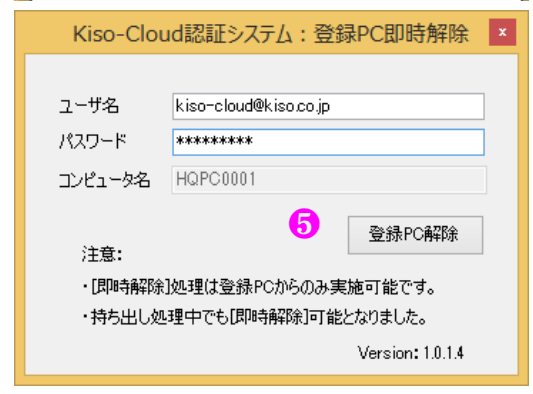 Kiso-Cloud認証システム：登録PC即時解除 x
ユーザ名 kiso-cloud@kiso.co.jp
パスワード *********
コンピュータ名 HQPC0001
❺ 登録PC解除
注意:
・[即時解除]処理は登録PCからのみ実施可能です。
・持ち出し処理中でも[即時解除]可能となりました。
Version: 1.0.1.4